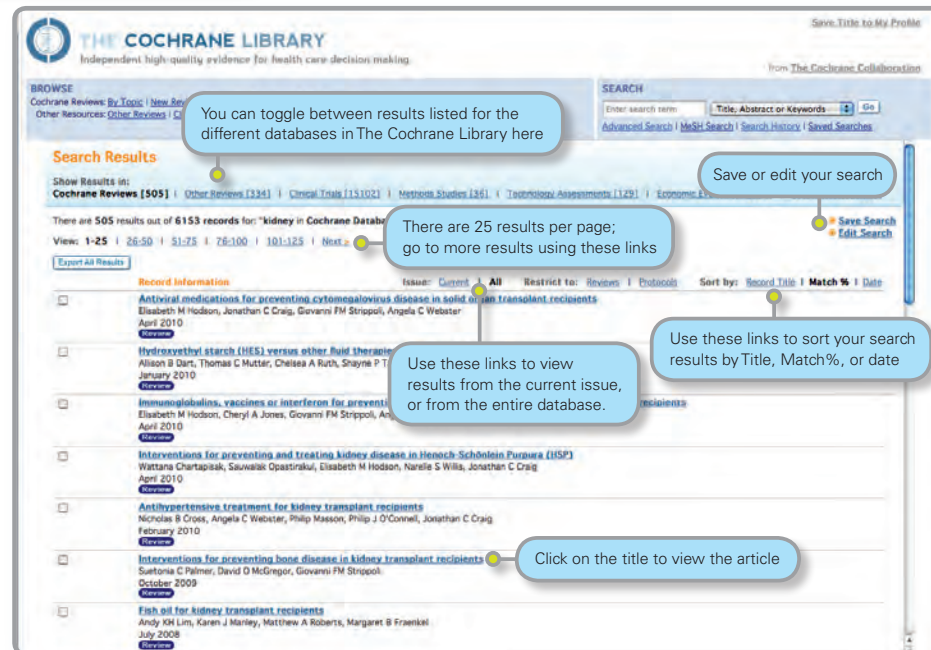 Save Title to My Profile
THE COCHRANE LIBRARY
Independent high-quality evidence for health care decision making
from The Cochrane Collaboration
BROWSE
Cochrane Reviews: By Topic | New
Other Resources: Other Reviews |
SEARCH
Enter search term Title, Abstract or Keywords Go
Advanced Search | MeSH Search | Search History | Saved Searches
You can toggle between results listed for the
different databases in The Cochrane Library here
Search Results
Show Results in:
Cochrane Reviews [505] | Other Reviews [334] | Clinical Trials [15102] | Methods Studies [36] | Technology Assessments [129] | Economic
Save or edit your search
There are 505 results out of 6153 records for: "kidney in Cochrane
Save Search
Edit Search
View: 1-25 | 26-50 | 51-75 | 76-100 | 101-125 | Next
There are 25 results per page;
go to more results using these links
Export All Results
Record Information Issue: Current | All Restrict to: Reviews | Protocols Sort by: Record Title | Match % | Date
Antiviral medications for preventing cytomegalovirus disease in solid organ transplant recipients
Elisabeth M Hodson, Jonathan C Craig, Giovanni FM Strippoli, Angela C Webster
April 2010
Review
Use these links to sort your search
results by Title, Match%, or date
Hydroxyethyl starch (HES) versus other fluid
Allison B Dart, Thomas C Mutter, Chelsea A Ruth, Shayne P
January 2010
Review
Use these links to view
results from the current issue,
or from the entire database.
Immunoglobulins, vaccines or interferon for recipients
Elisabeth M Hodson, Cheryl A Jones, Giovanni FM Strippoli,
April 2010
Review
Interventions for preventing and treating kidney disease in Henoch-Schönlein Purpura (HSP)
Wattana Chartapisak, Sauwalak Opastirakul, Elisabeth M Hodson, Narelle S Willis, Jonathan C Craig
April 2010
Review
Antihypertensive treatment for kidney transplant recipients
Nicholas B Cross, Angela C Webster, Philip Masson, Philip J O'Connell, Jonathan C Craig
February 2010
Review
Interventions for preventing bone disease in kidney transplant recipients
Suetonia C Palmer, David O McGregor, Giovanni FM Strippoli
October 2009
Review
Click on the title to view the article
Fish oil for kidney transplant recipients
Andy KH Lim, Karen J Manley, Matthew A Roberts, Margaret B Fraenkel
July 2008
Review